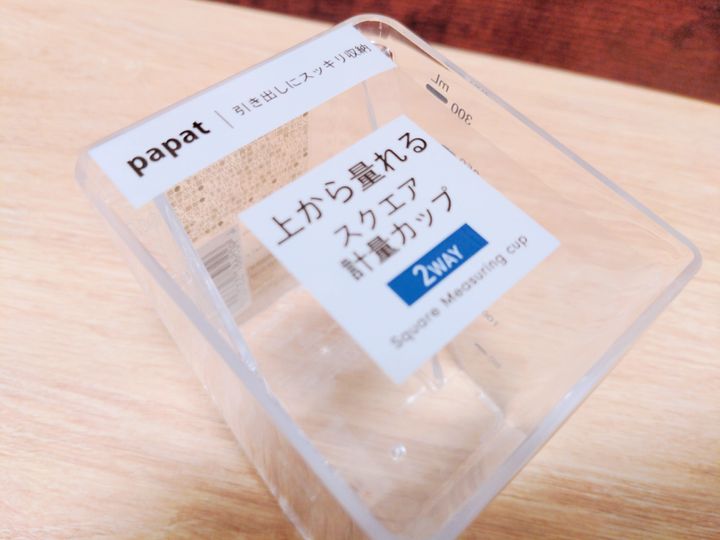 papat | 引き出しにスッキリ収納
上から量れる
スクエア
計量カップ
2WAY
Square Measuring cup
mL
300